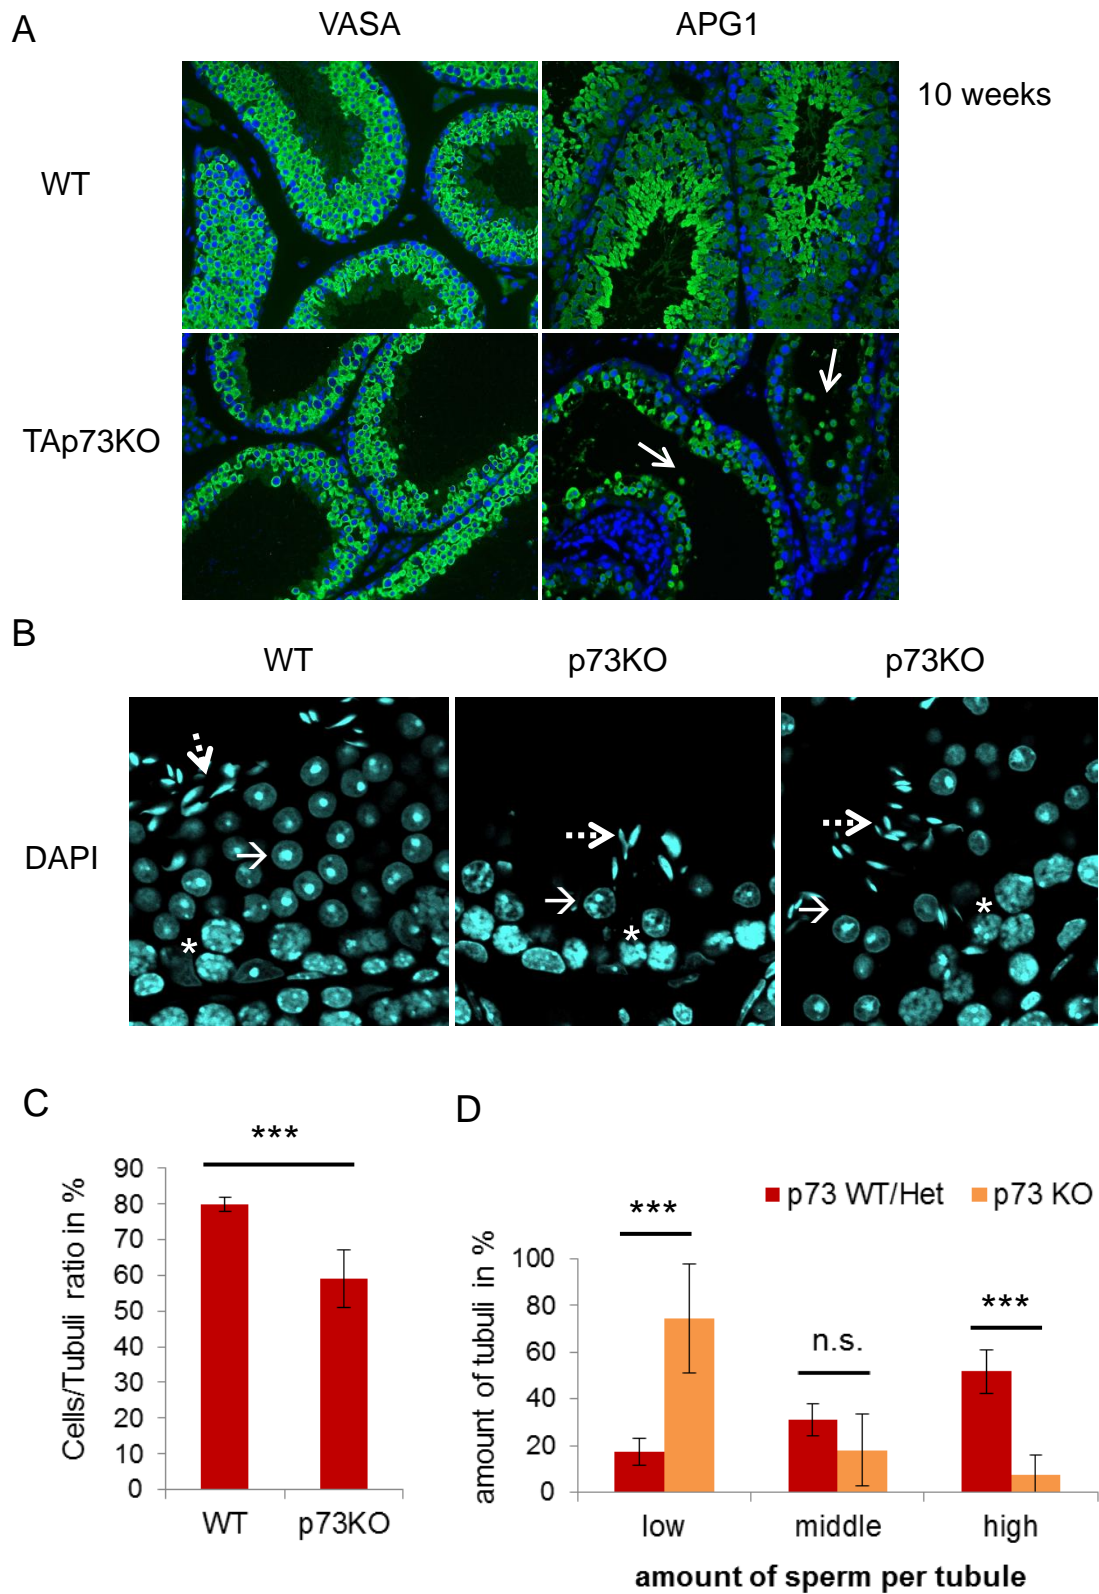 A
VASA
APG1
10 weeks
WT
TAp73KO
B
WT
p73KO
p73KO
DAPI
*
*
*
C
***
Cells/Tubuli ratio in %
90
80
70
60
50
40
30
20
10
0
WT
p73KO
D
p73 WT/Het
p73 KO
***
n.s.
***
amount of tubuli in %
100
80
60
40
20
0
low
middle
high
amount of sperm per tubule